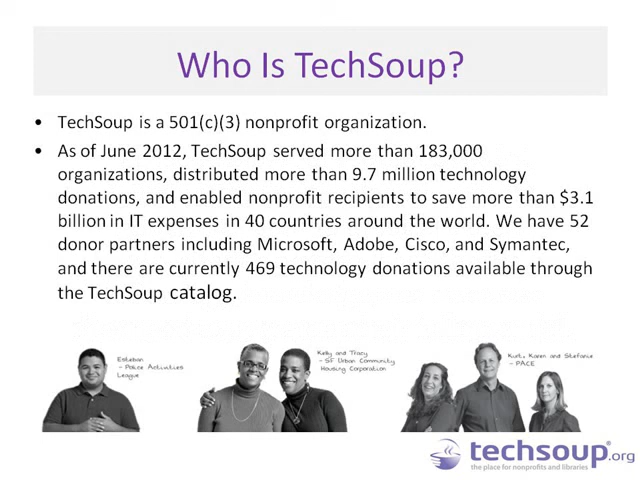 Who Is TechSoup?
• TechSoup is a 501(c)(3) nonprofit organization.
• As of June 2012, TechSoup served more than 183,000
organizations, distributed more than 9.7 million technology
donations, and enabled nonprofit recipients to save more than $3.1
billion in IT expenses in 40 countries around the world. We have 52
donor partners including Microsoft, Adobe, Cisco, and Symantec,
and there are currently 469 technology donations available through
the TechSoup catalog.
Esteban
- Police Activities
League
Kelly and Tracy
- SF Urban Community
Housing Corporation
Kurt, Karen and Stefanie
- PACE
techsoup®.org
the place for nonprofits and libraries